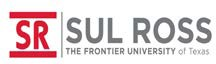 SR SUL ROSS
THE FRONTIER UNIVERSITY of Texas